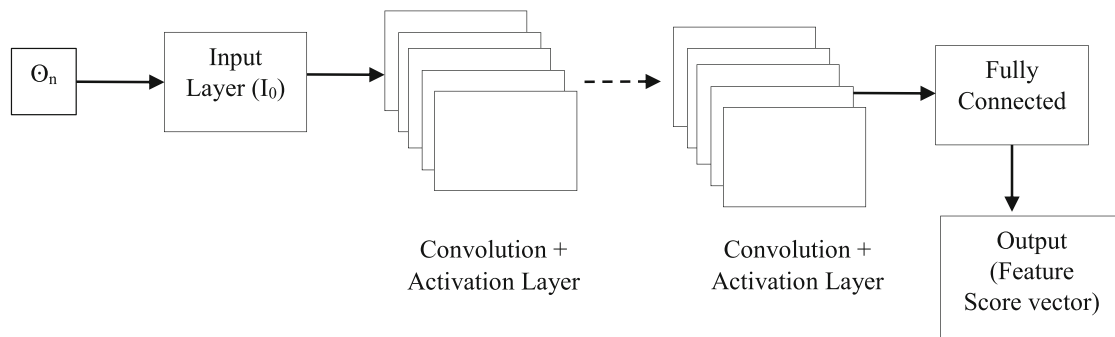 Θn
Input
Layer (I0)
Fully
Connected
Convolution +
Activation Layer
Convolution +
Activation Layer
Output
(Feature
Score vector)